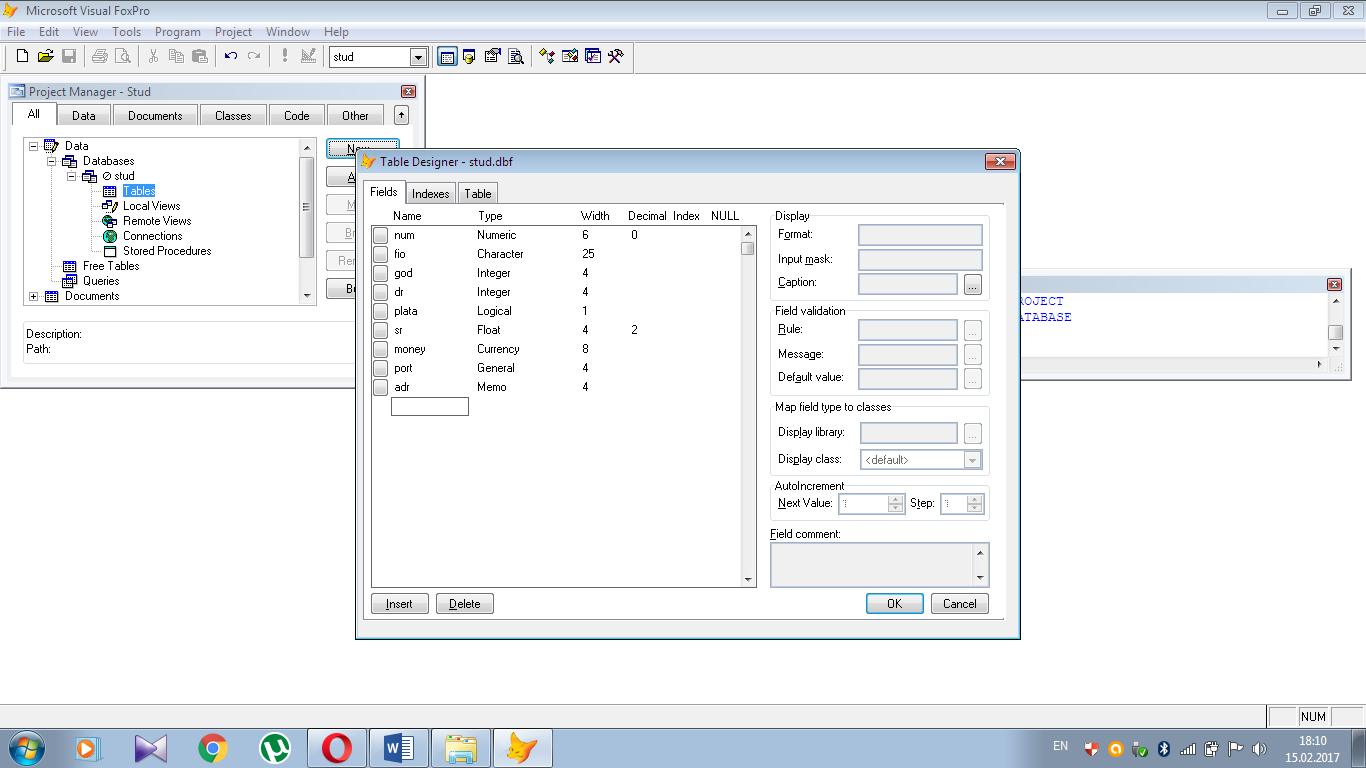 Microsoft Visual FoxPro
File Edit View Tools Program Project Window Help
stud
Project Manager - Stud
All Data Documents Classes Code Other
Data
Databases
stud
Tables
Local Views
Remote Views
Connections
Stored Procedures
Free Tables
Queries
Documents
Description:
Path:
Table Designer - stud.dbf
Fields Indexes Table
Name Type Width Decimal Index NULL
num Numeric 6 0
fio Character 25
god Integer 4
dr Integer 4
plata Logical 1
sr Float 4 2
money Currency 8
port General 4
adr Memo 4
Display
Format:
Input mask:
Caption: ...
Field validation
Rule: ...
Message: ...
Default value: ...
Map field type to classes
Display library: ...
Display class: <default>
AutoIncrement
Next Value: 1 Step: 1
Field comment:
Insert Delete OK Cancel
ROJECT
ATABASE
NUM
EN
18:10
15.02.2017